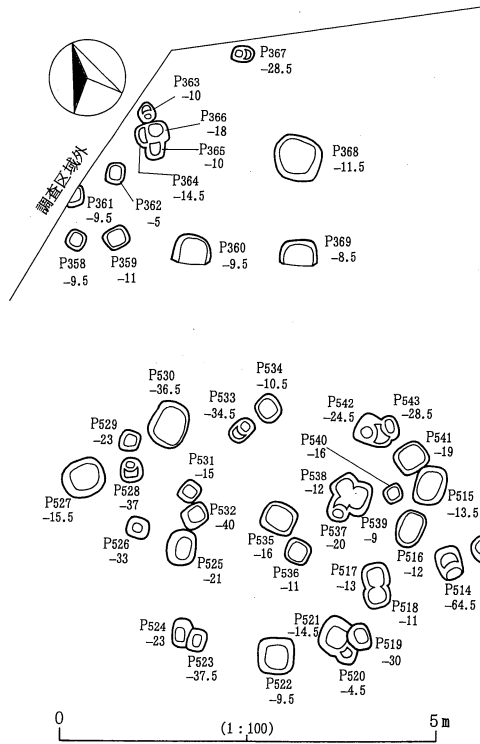 P367
-28.5
P363
-10
P366
-18
P365
-10
P364
-14.5
P368
-11.5
調査区域外
P361
-9.5
P362
-5
P358
-9.5
P359
-11
P360
-9.5
P369
-8.5
P530
-36.5
P533
-34.5
P534
-10.5
P542
-24.5
P543
-28.5
P529
-23
P540
-16
P541
-19
P527
-15.5
P528
-37
P531
-15
P538
-12
P515
-13.5
P532
-40
P526
-33
P525
-21
P535
-16
P536
-11
P537
-20
P539
-9
P516
-12
P514
-64.5
P517
-13
P518
-11
P524
-23
P523
-37.5
P521
-14.5
P519
-30
P520
-4.5
P522
-9.5
0
(1:100)
5m